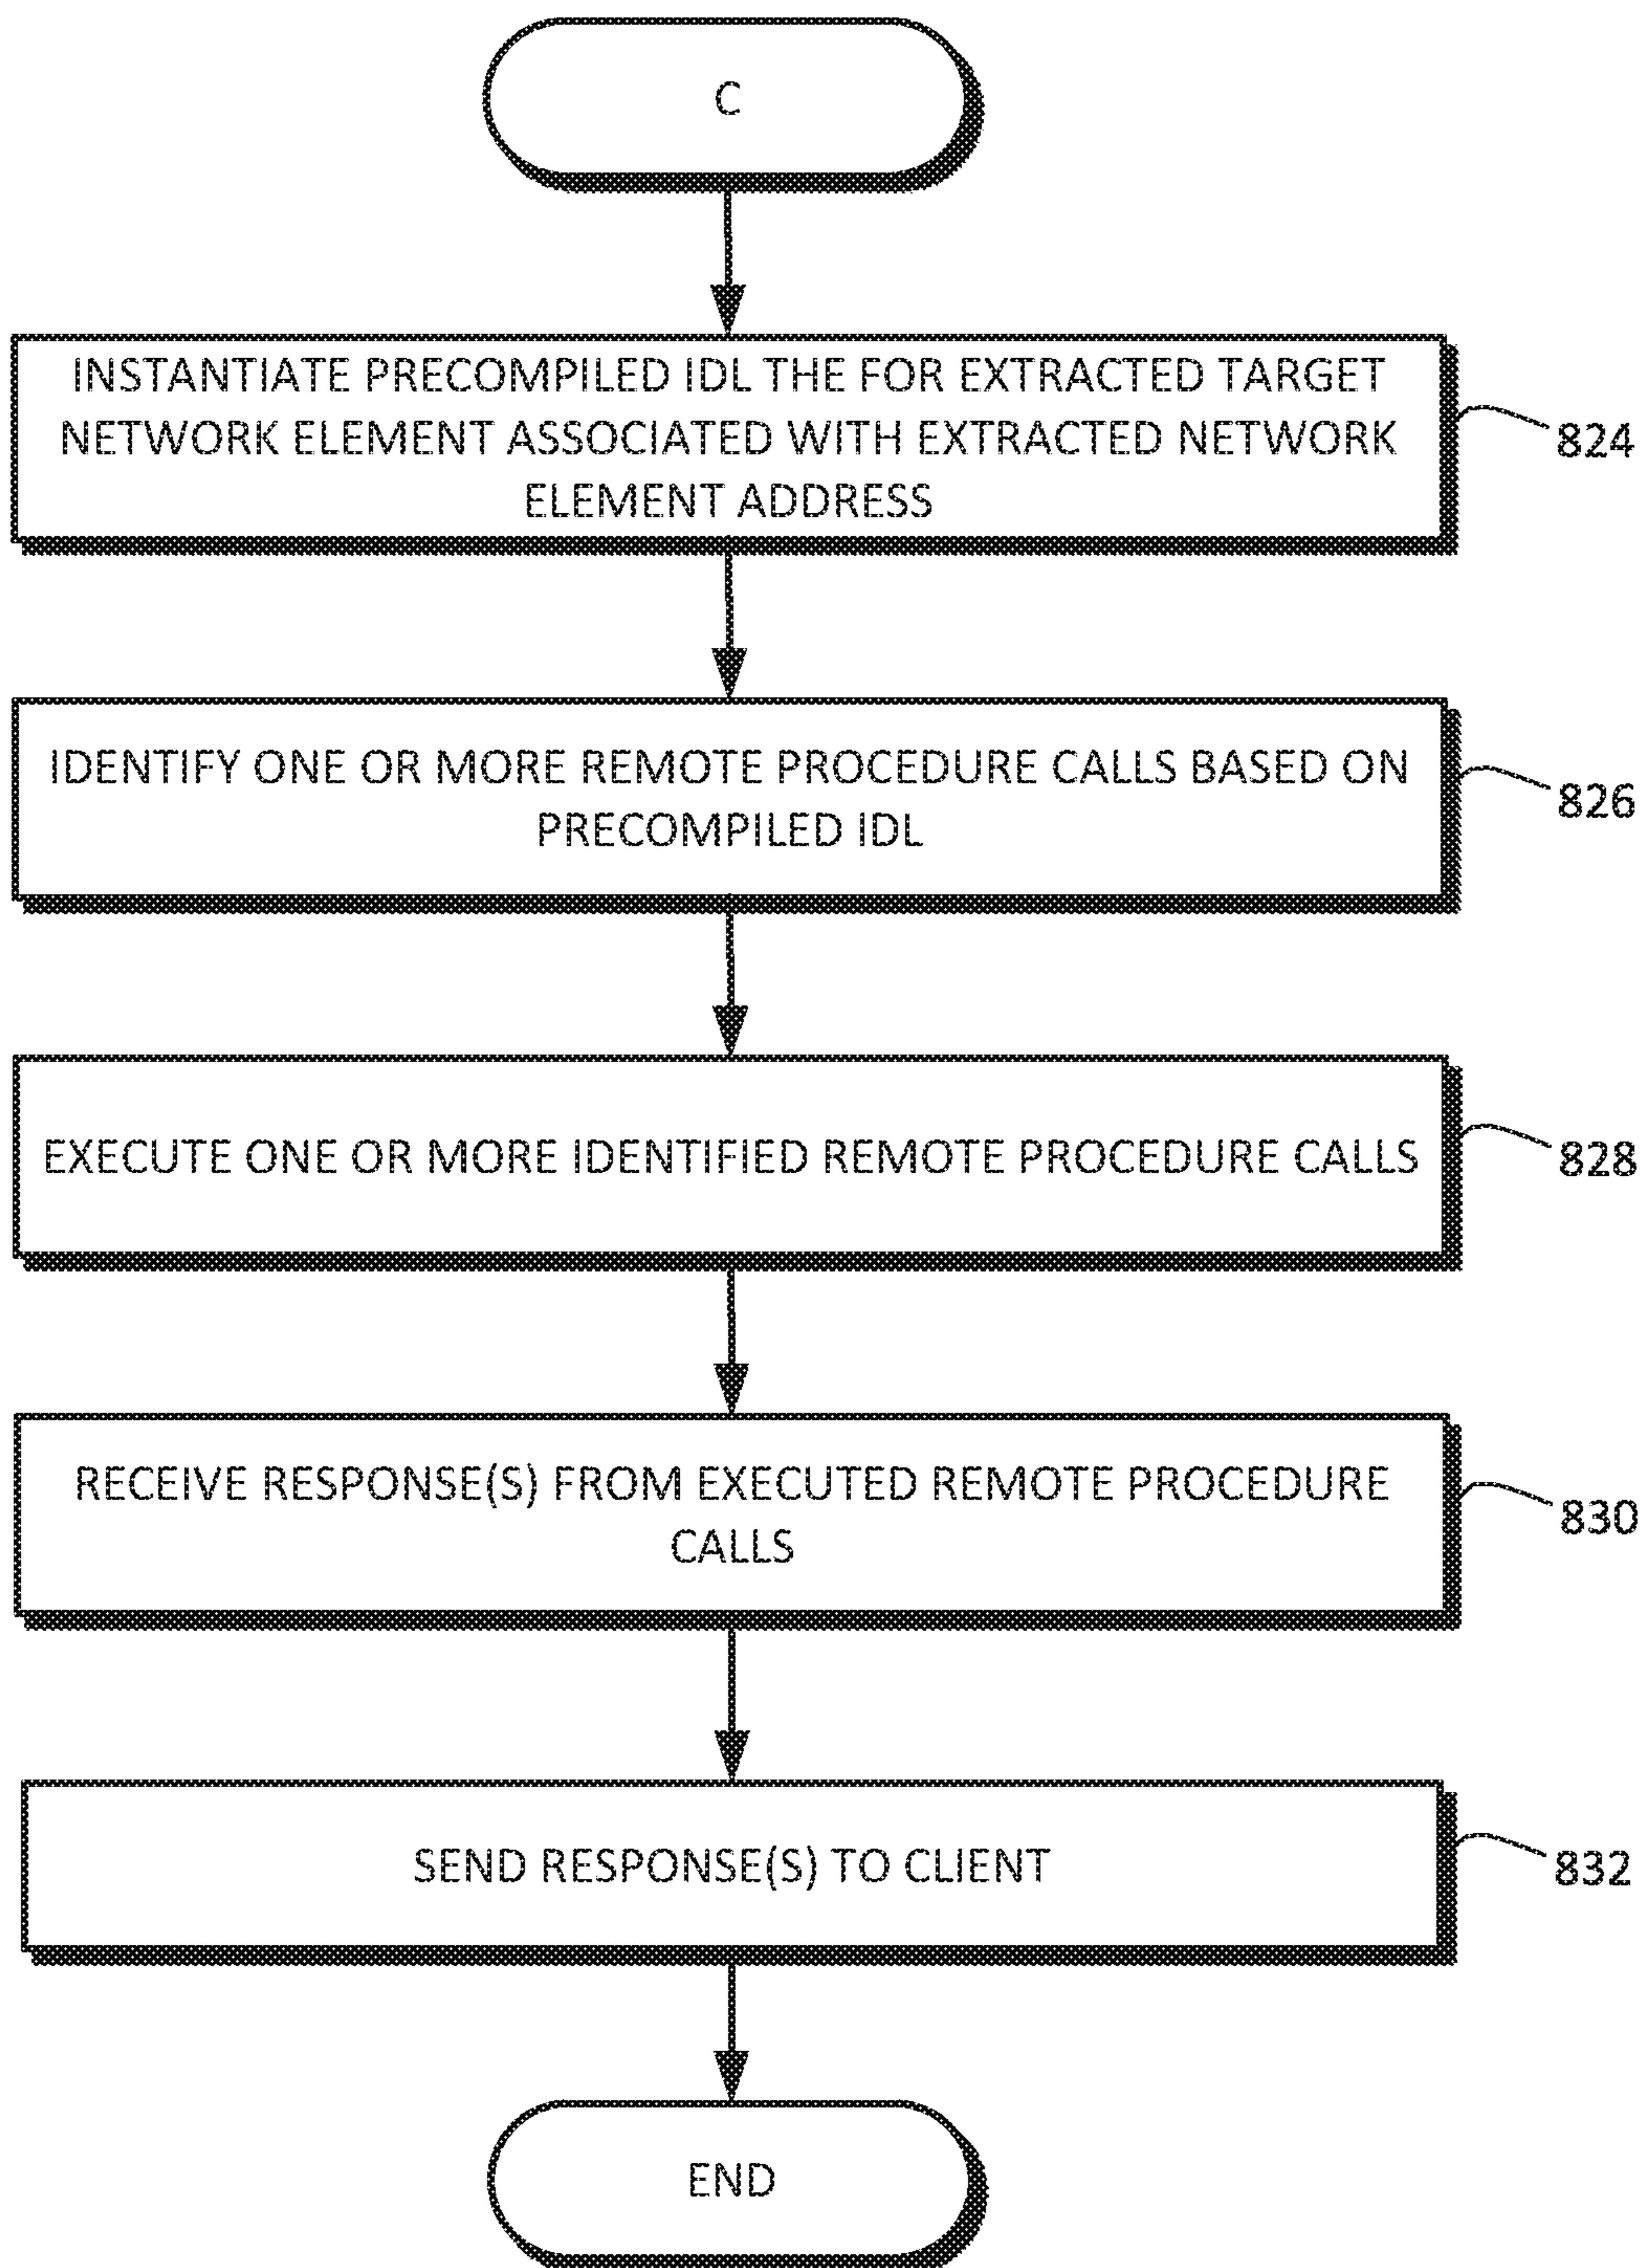 C
INSTANTIATE PRECOMPILED IDL THE FOR EXTRACTED TARGET
NETWORK ELEMENT ASSOCIATED WITH EXTRACTED NETWORK
ELEMENT ADDRESS
824
IDENTIFY ONE OR MORE REMOTE PROCEDURE CALLS BASED ON
PRECOMPILED IDL
826
EXECUTE ONE OR MORE IDENTIFIED REMOTE PROCEDURE CALLS
828
RECEIVE RESPONSE(S) FROM EXECUTED REMOTE PROCEDURE
CALLS
830
SEND RESPONSE(S) TO CLIENT
832
END